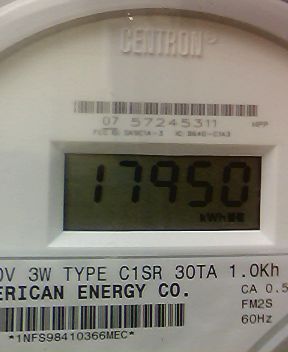 CENTRON
07 57245311
17950
kWh
0V 3W TYPE C1SR 30TA 1.0Kh
ERICAN ENERGY CO.
CA 0.5
FM2S
60Hz
*1NFS98410366MEC*